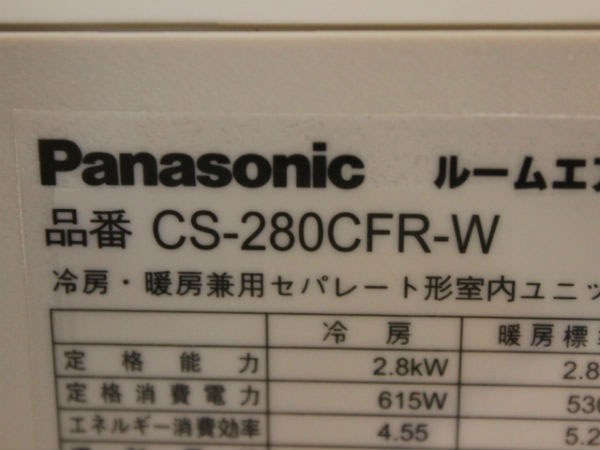 Panasonic ルームエア
品番 CS-280CFR-W
冷房・暖房兼用セパレート形室内ユニッ
冷房 暖房標
定格能力 2.8kW 2.8
定格消費電力 615W 530
エネルギー消費効率 4.55 5.2